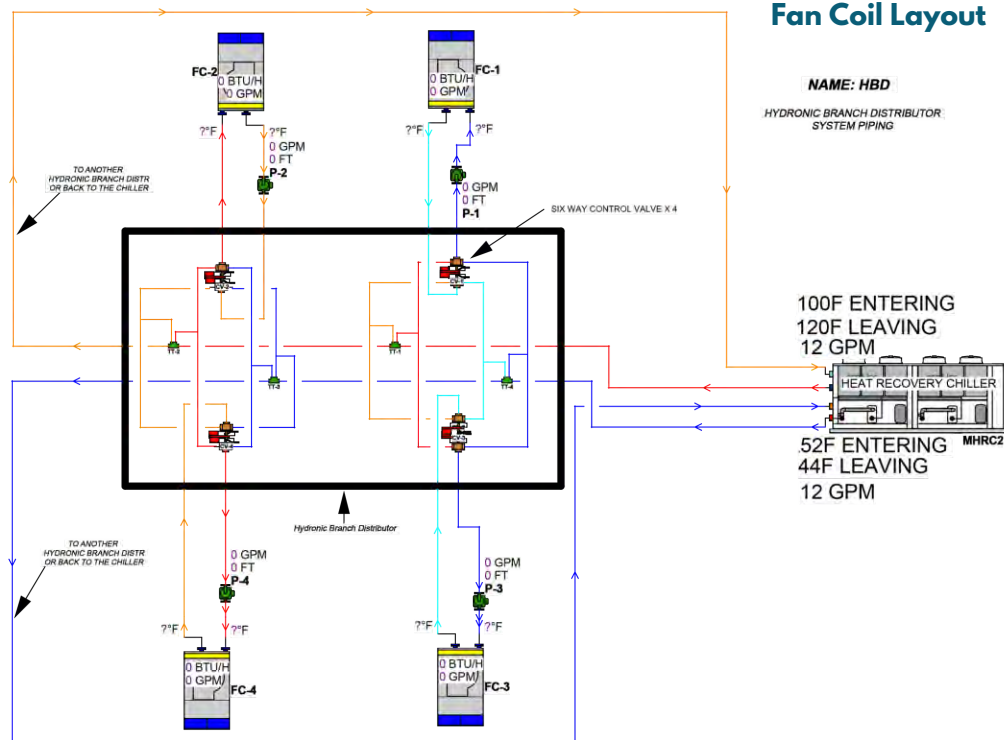 Fan Coil Layout
NAME: HBD
HYDRONIC BRANCH DISTRIBUTOR
SYSTEM PIPING
FC-2
0 BTU/H
0 GPM
?°F
?°F
0 GPM
0 FT
P-2
FC-1
0 BTU/H
0 GPM
?°F
?°F
0 GPM
0 FT
P-1
TO ANOTHER
HYDRONIC BRANCH DISTR
OR BACK TO THE CHILLER
SIX WAY CONTROL VALVE X 4
CV-1
TT-1
100F ENTERING
120F LEAVING
12 GPM
HEAT RECOVERY CHILLER
MHRC2
52F ENTERING
44F LEAVING
12 GPM
Hydronic Branch Distributor
TO ANOTHER
HYDRONIC BRANCH DISTR
OR BACK TO THE CHILLER
0 GPM
0 FT
P-4
?°F
?°F
0 BTU/H
0 GPM
FC-4
0 GPM
0 FT
P-3
?°F
?°F
0 BTU/H
0 GPM
FC-3